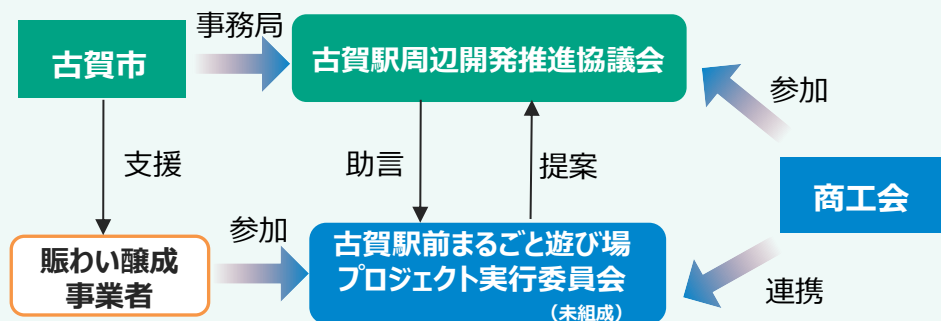 事務局
古賀市
古賀駅周辺開発推進協議会
参加
支援
助言
提案
商工会
賑わい醸成
事業者
参加
古賀駅前まるごと遊び場
プロジェクト実行委員会
（未組成）
連携